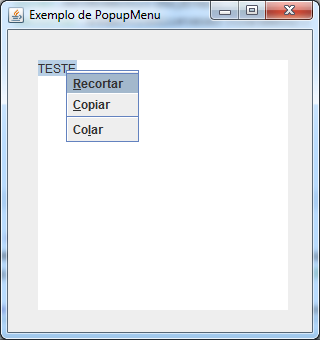 Exemplo de PopupMenu
TESTE
Recortar
Copiar
Colar